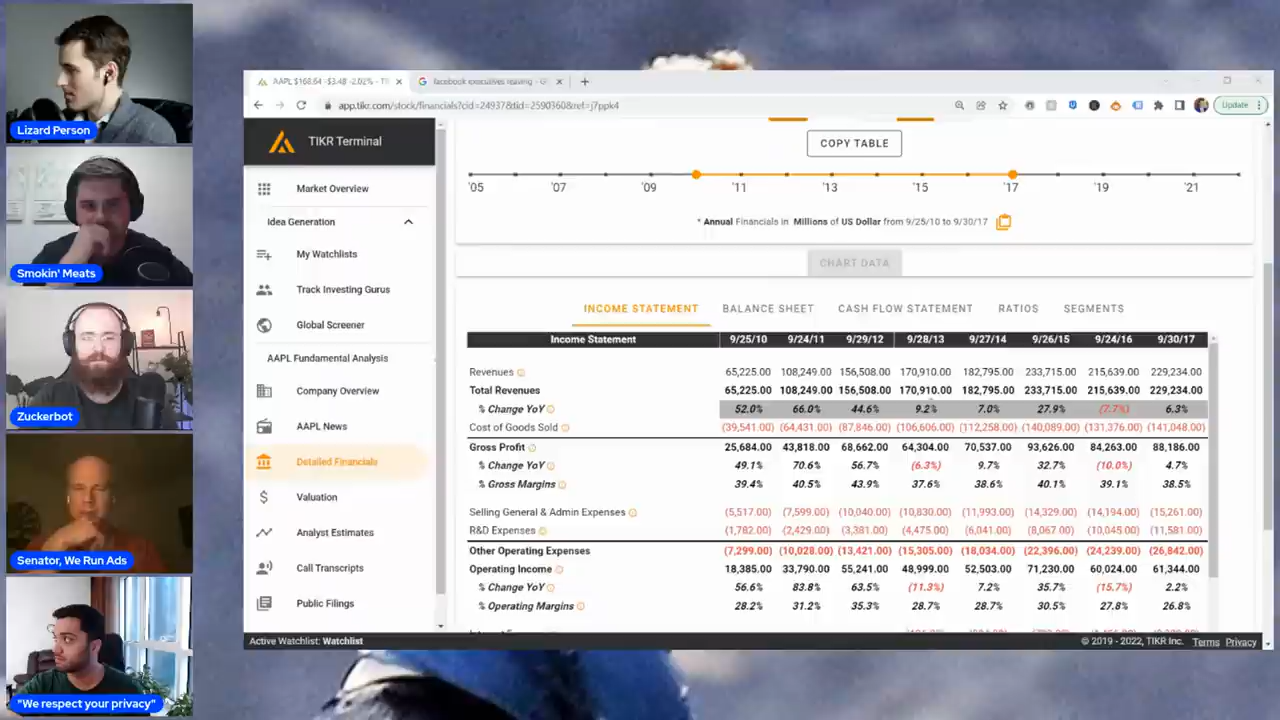 Lizard Person
Smokin' Meats
Zuckerbot
Senator, We Run Ads
"We respect your privacy"
AAPL $168.64 -$3.48 -2.02% - TI
facebook executives leaving - G
app.tikr.com/stock/financials?cid=24937&tid=2590360&ref=j7ppk4
Update
TIKR Terminal
Market Overview
Idea Generation
My Watchlists
Track Investing Gurus
Global Screener
AAPL Fundamental Analysis
Company Overview
AAPL News
Detailed Financials
Valuation
Analyst Estimates
Call Transcripts
Public Filings
COPY TABLE
'05 '07 '09 '11 '13 '15 '17 '19 '21
* Annual Financials in Millions of US Dollar from 9/25/10 to 9/30/17
CHART DATA
INCOME STATEMENT BALANCE SHEET CASH FLOW STATEMENT RATIOS SEGMENTS
Income Statement 9/25/10 9/24/11 9/29/12 9/28/13 9/27/14 9/26/15 9/24/16 9/30/17
Revenues 65,225.00 108,249.00 156,508.00 170,910.00 182,795.00 233,715.00 215,639.00 229,234.00
Total Revenues 65,225.00 108,249.00 156,508.00 170,910.00 182,795.00 233,715.00 215,639.00 229,234.00
% Change YoY 52.0% 66.0% 44.6% 9.2% 7.0% 27.9% (7.7%) 6.3%
Cost of Goods Sold (39,541.00) (64,431.00) (87,846.00) (106,606.00) (112,258.00) (140,089.00) (131,376.00) (141,048.00)
Gross Profit 25,684.00 43,818.00 68,662.00 64,304.00 70,537.00 93,626.00 84,263.00 88,186.00
% Change YoY 49.1% 70.6% 56.7% (6.3%) 9.7% 32.7% (10.0%) 4.7%
% Gross Margins 39.4% 40.5% 43.9% 37.6% 38.6% 40.1% 39.1% 38.5%
Selling General & Admin Expenses (5,517.00) (7,599.00) (10,040.00) (10,830.00) (11,993.00) (14,329.00) (14,194.00) (15,261.00)
R&D Expenses (1,782.00) (2,429.00) (3,381.00) (4,475.00) (6,041.00) (8,067.00) (10,045.00) (11,581.00)
Other Operating Expenses (7,299.00) (10,028.00) (13,421.00) (15,305.00) (18,034.00) (22,396.00) (24,239.00) (26,842.00)
Operating Income 18,385.00 33,790.00 55,241.00 48,999.00 52,503.00 71,230.00 60,024.00 61,344.00
% Change YoY 56.6% 83.8% 63.5% (11.3%) 7.2% 35.7% (15.7%) 2.2%
% Operating Margins 28.2% 31.2% 35.3% 28.7% 28.7% 30.5% 27.8% 26.8%
Active Watchlist: Watchlist
© 2019 - 2022, TIKR Inc. Terms Privacy